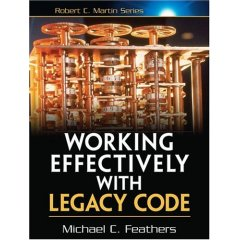 Robert C. Martin Series
WORKING
EFFECTIVELY
WITH
LEGACY CODE
Michael C. Feathers